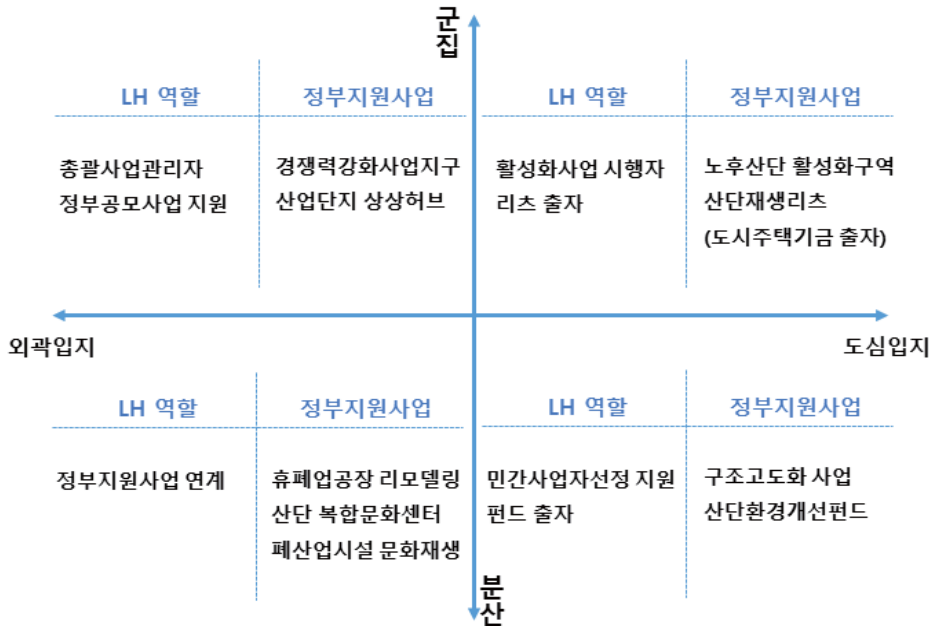 군집
LH 역할
정부지원사업
총괄사업관리자
정부공모사업 지원
경쟁력강화사업지구
산업단지 상상허브
LH 역할
정부지원사업
활성화사업 시행자
리츠 출자
노후산단 활성화구역
산단재생리츠
(도시주택기금 출자)
외곽입지
도심입지
LH 역할
정부지원사업
정부지원사업 연계
휴폐업공장 리모델링
산단 복합문화센터
폐산업시설 문화재생
LH 역할
정부지원사업
민간사업자선정 지원
펀드 출자
구조고도화 사업
산단환경개선펀드
분산